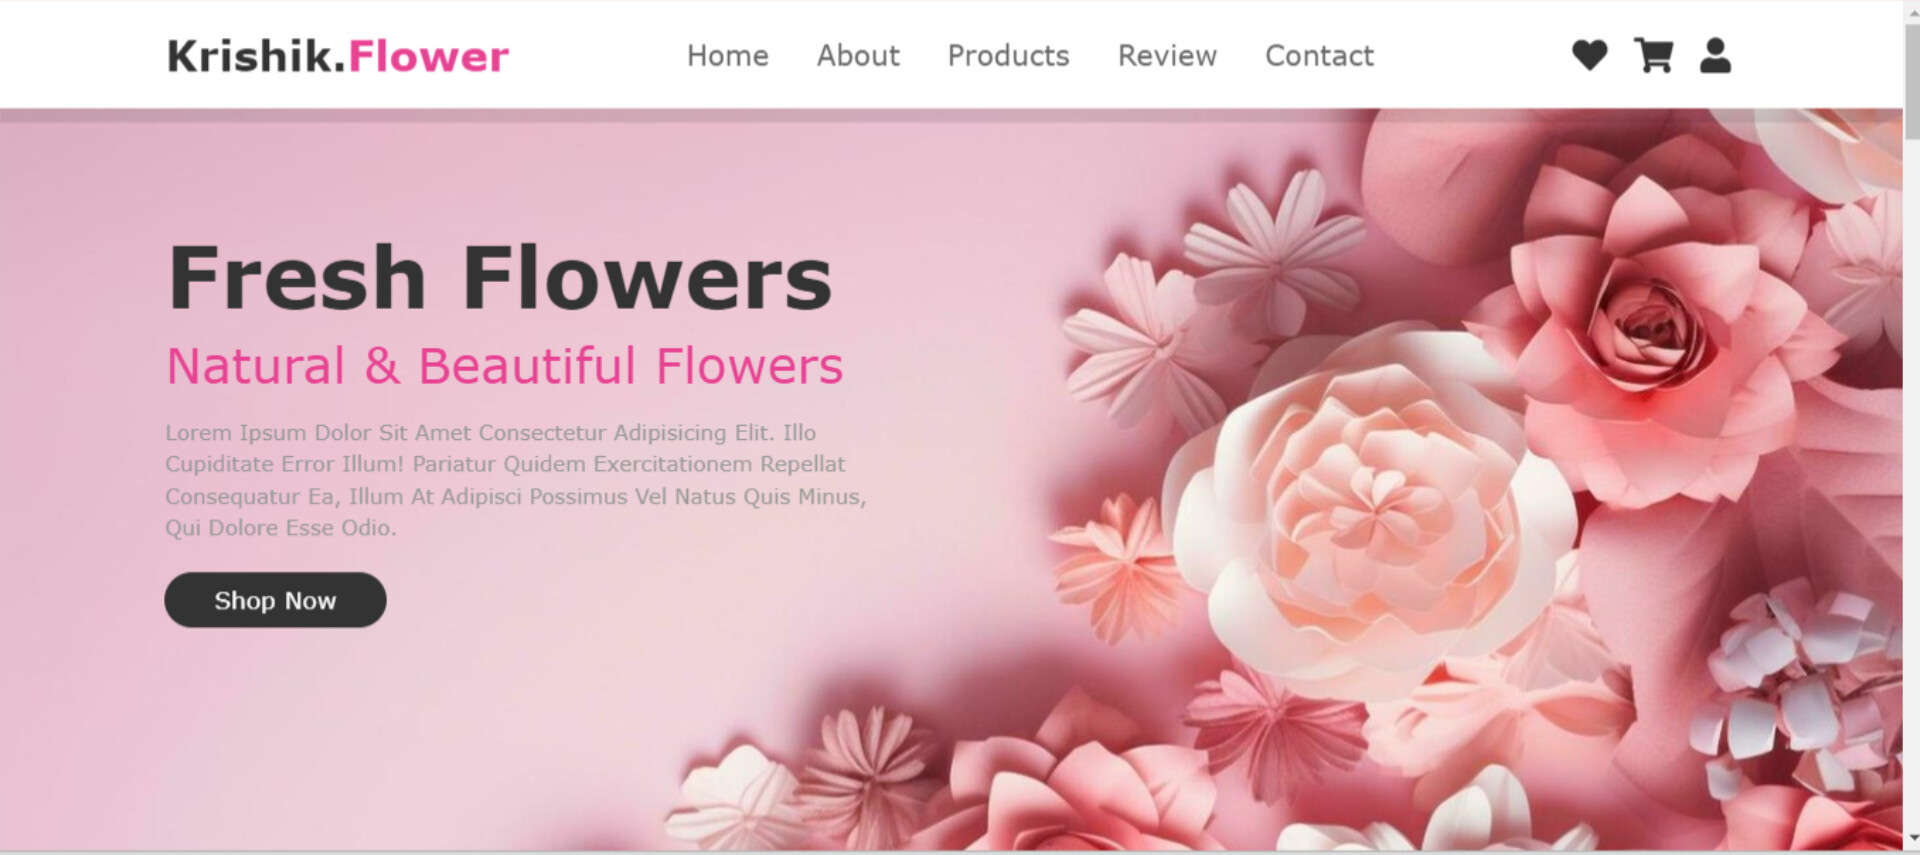 Krishik.Flower
Home About Products Review Contact
Fresh Flowers
Natural & Beautiful Flowers
Lorem Ipsum Dolor Sit Amet Consectetur Adipisicing Elit. Illo
Cupiditate Error Illum! Pariatur Quidem Exercitationem Repellat
Consequatur Ea, Illum At Adipisci Possimus Vel Natus Quis Minus,
Qui Dolore Esse Odio.
Shop Now